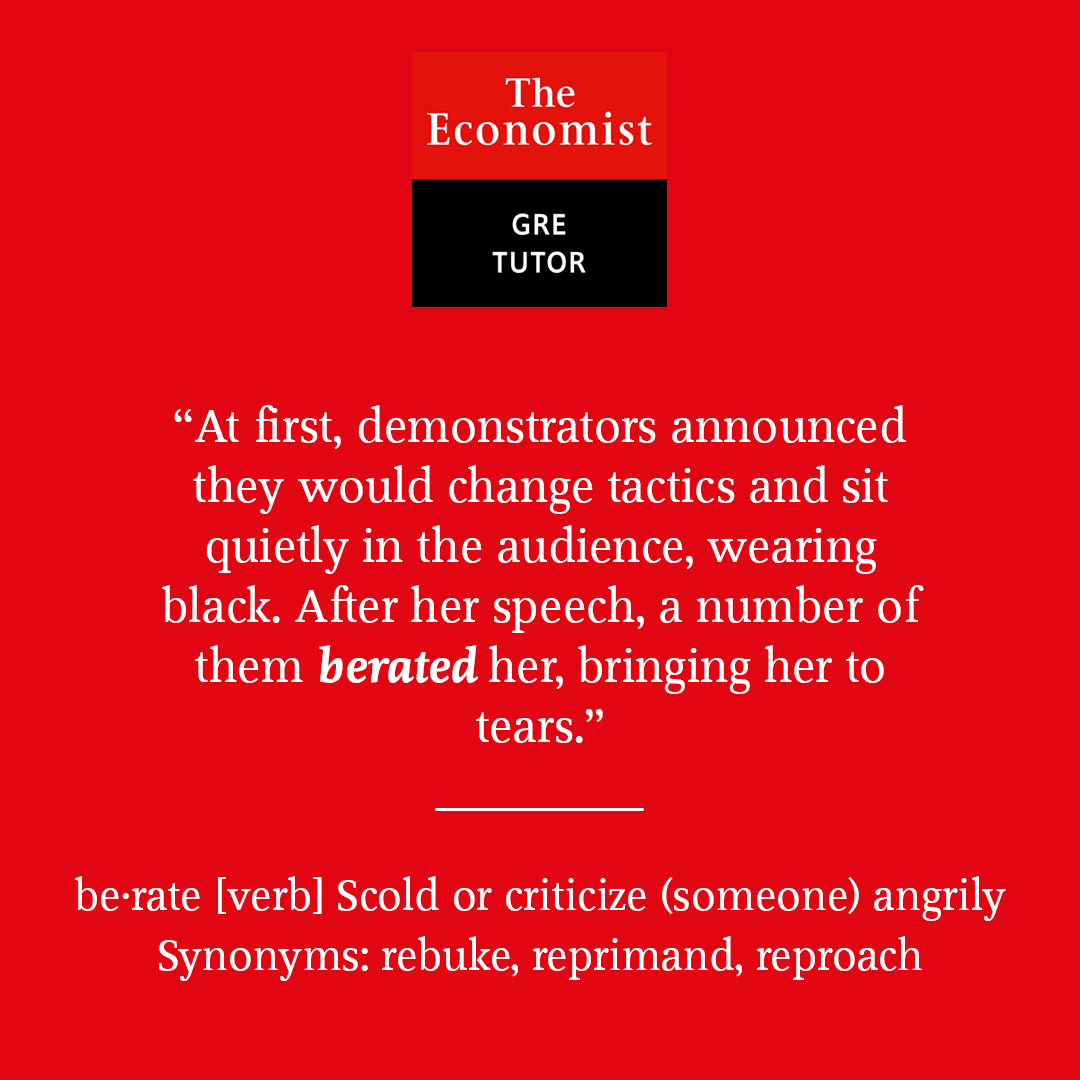 The
Economist
GRE
TUTOR
“At first, demonstrators announced
they would change tactics and sit
quietly in the audience, wearing
black. After her speech, a number of
them berated her, bringing her to
tears.”
be·rate [verb] Scold or criticize (someone) angrily
Synonyms: rebuke, reprimand, reproach